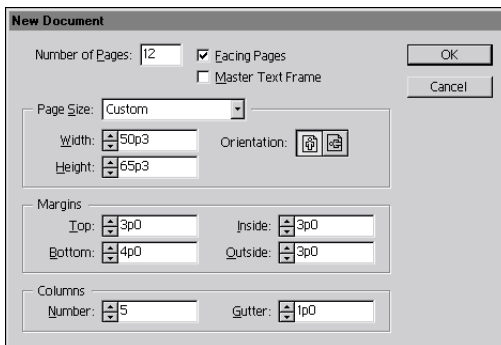 New Document
Number of Pages: 12
Facing Pages
OK
Master Text Frame
Cancel
Page Size: Custom
Width: 50p3
Orientation:
Height: 65p3
Margins
Top: 3p0
Inside: 3p0
Bottom: 4p0
Outside: 3p0
Columns
Number: 5
Gutter: 1p0